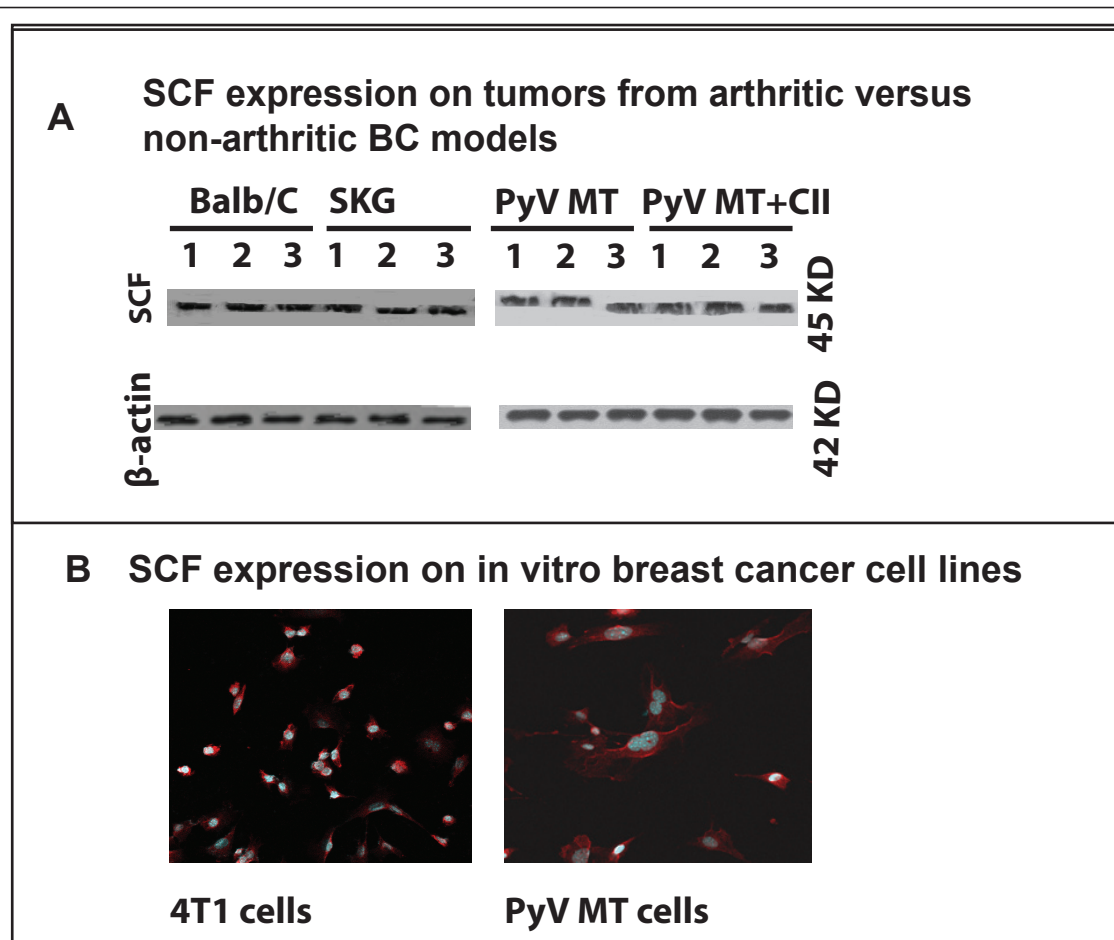 A
SCF expression on tumors from arthritic versus
non-arthritic BC models
Balb/C SKG PyV MT PyV MT+CII
1 2 3 1 2 3 1 2 3 1 2 3
SCF
45 KD
β-actin
42 KD
B SCF expression on in vitro breast cancer cell lines
4T1 cells PyV MT cells